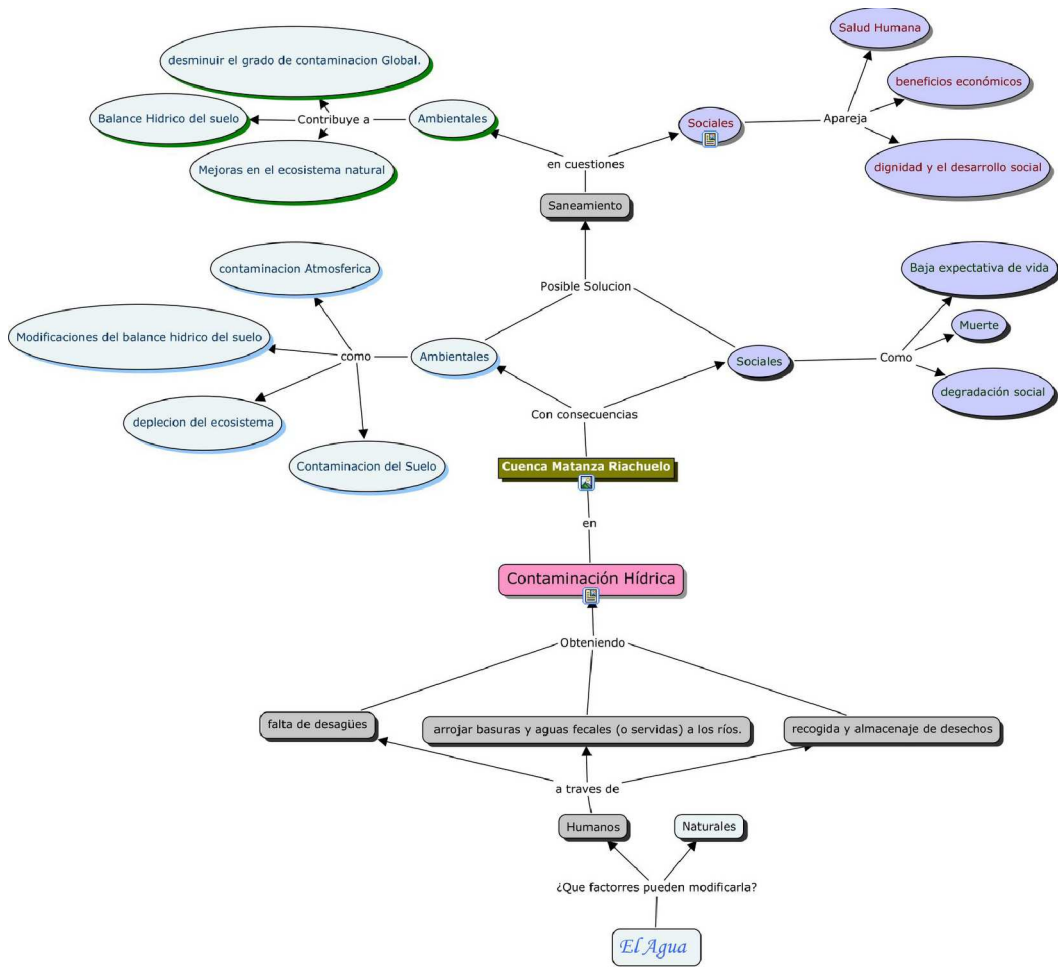 Salud Humana
desminuir el grado de contaminacion Global.
beneficios económicos
Balance Hidrico del suelo
Contribuye a
Ambientales
Sociales
Apareja
en cuestiones
Mejoras en el ecosistema natural
dignidad y el desarrollo social
Saneamiento
contaminacion Atmosferica
Baja expectativa de vida
Posible Solucion
Muerte
Modificaciones del balance hidrico del suelo
como
Ambientales
Sociales
Como
degradación social
deplecion del ecosistema
Con consecuencias
Contaminacion del Suelo
Cuenca Matanza Riachuelo
en
Contaminación Hídrica
Obteniendo
falta de desagües
arrojar basuras y aguas fecales (o servidas) a los ríos.
recogida y almacenaje de desechos
a traves de
Humanos
Naturales
¿Que factorres pueden modificarla?
El Agua